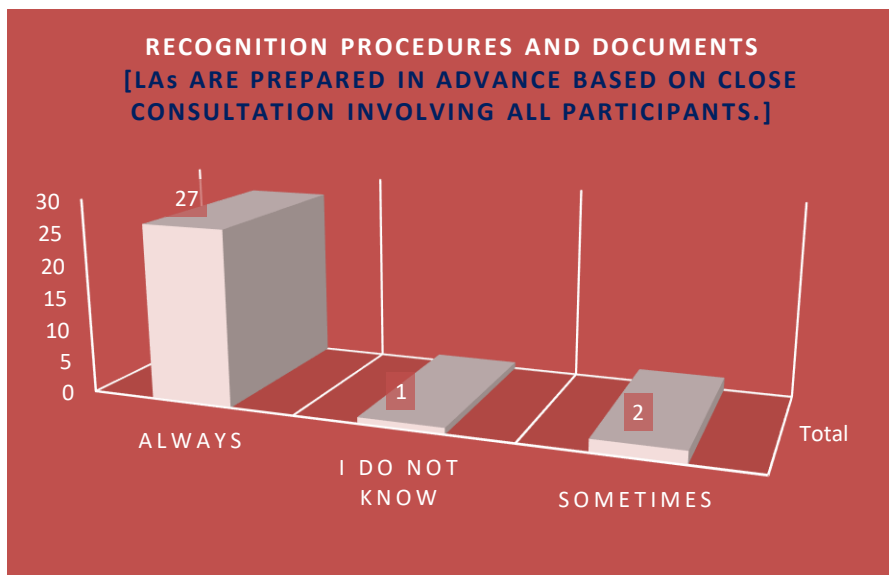 RECOGNITION PROCEDURES AND DOCUMENTS
[LAs ARE PREPARED IN ADVANCE BASED ON CLOSE
CONSULTATION INVOLVING ALL PARTICIPANTS.]
27
30
25
20
15
10
5
0
1
2
Total
ALWAYS
I DO NOT
KNOW
SOMETIMES